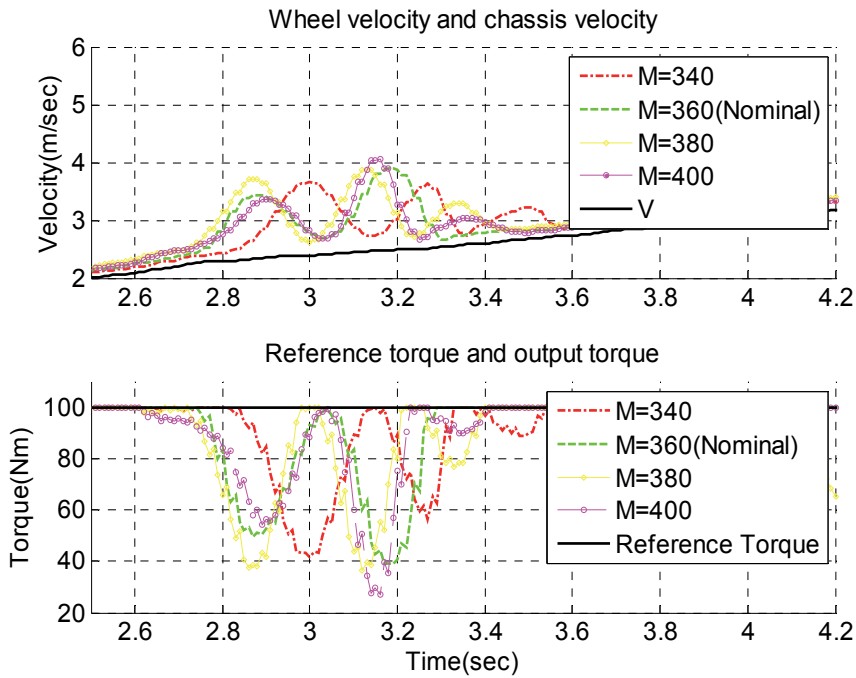 Wheel velocity and chassis velocity
Velocity(m/sec)
6
5
4
3
2
2.6 2.8 3 3.2 3.4 3.6 3.8 4 4.2
M=340
M=360(Nominal)
M=380
M=400
V
Reference torque and output torque
Torque(Nm)
100
80
60
40
20
2.6 2.8 3 3.2 3.4 3.6 3.8 4 4.2
M=340
M=360(Nominal)
M=380
M=400
Reference Torque
Time(sec)